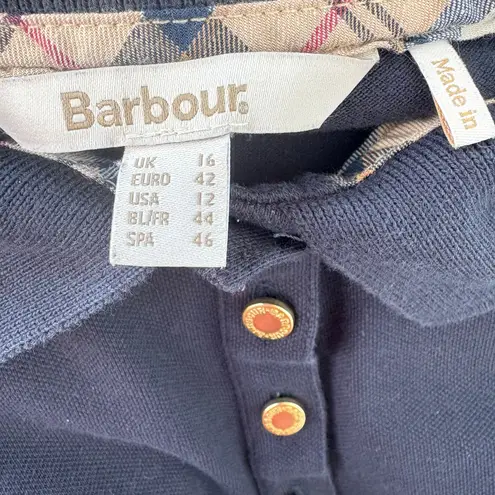 Barbour®
UK 16
EURO 42
USA 12
BL/FR 44
SPA 46
Made in